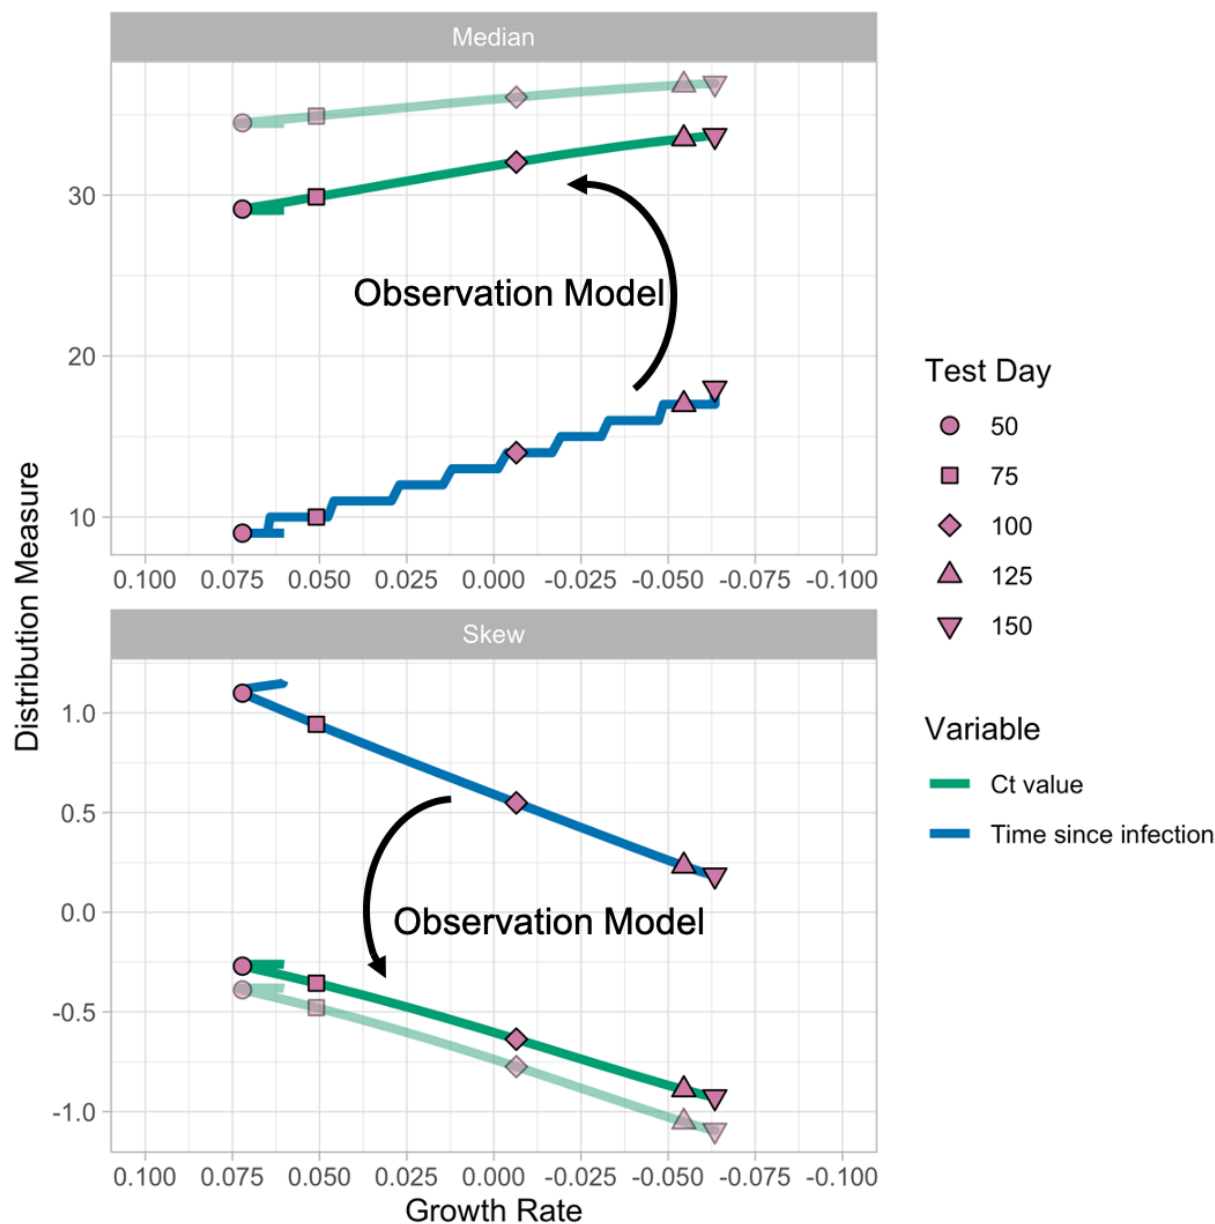 Median
30
20
10
Observation Model
0.100 0.075 0.050 0.025 0.000 -0.025 -0.050 -0.075 -0.100
Distribution Measure
Skew
1.0
0.5
0.0
-0.5
-1.0
Observation Model
0.100 0.075 0.050 0.025 0.000 -0.025 -0.050 -0.075 -0.100
Growth Rate
Test Day
50
75
100
125
150
Variable
Ct value
Time since infection